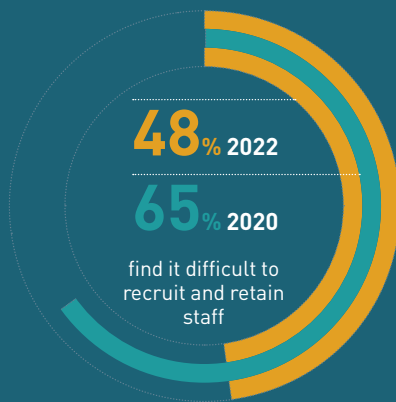 48% 2022
65% 2020
find it difficult to
recruit and retain
staff